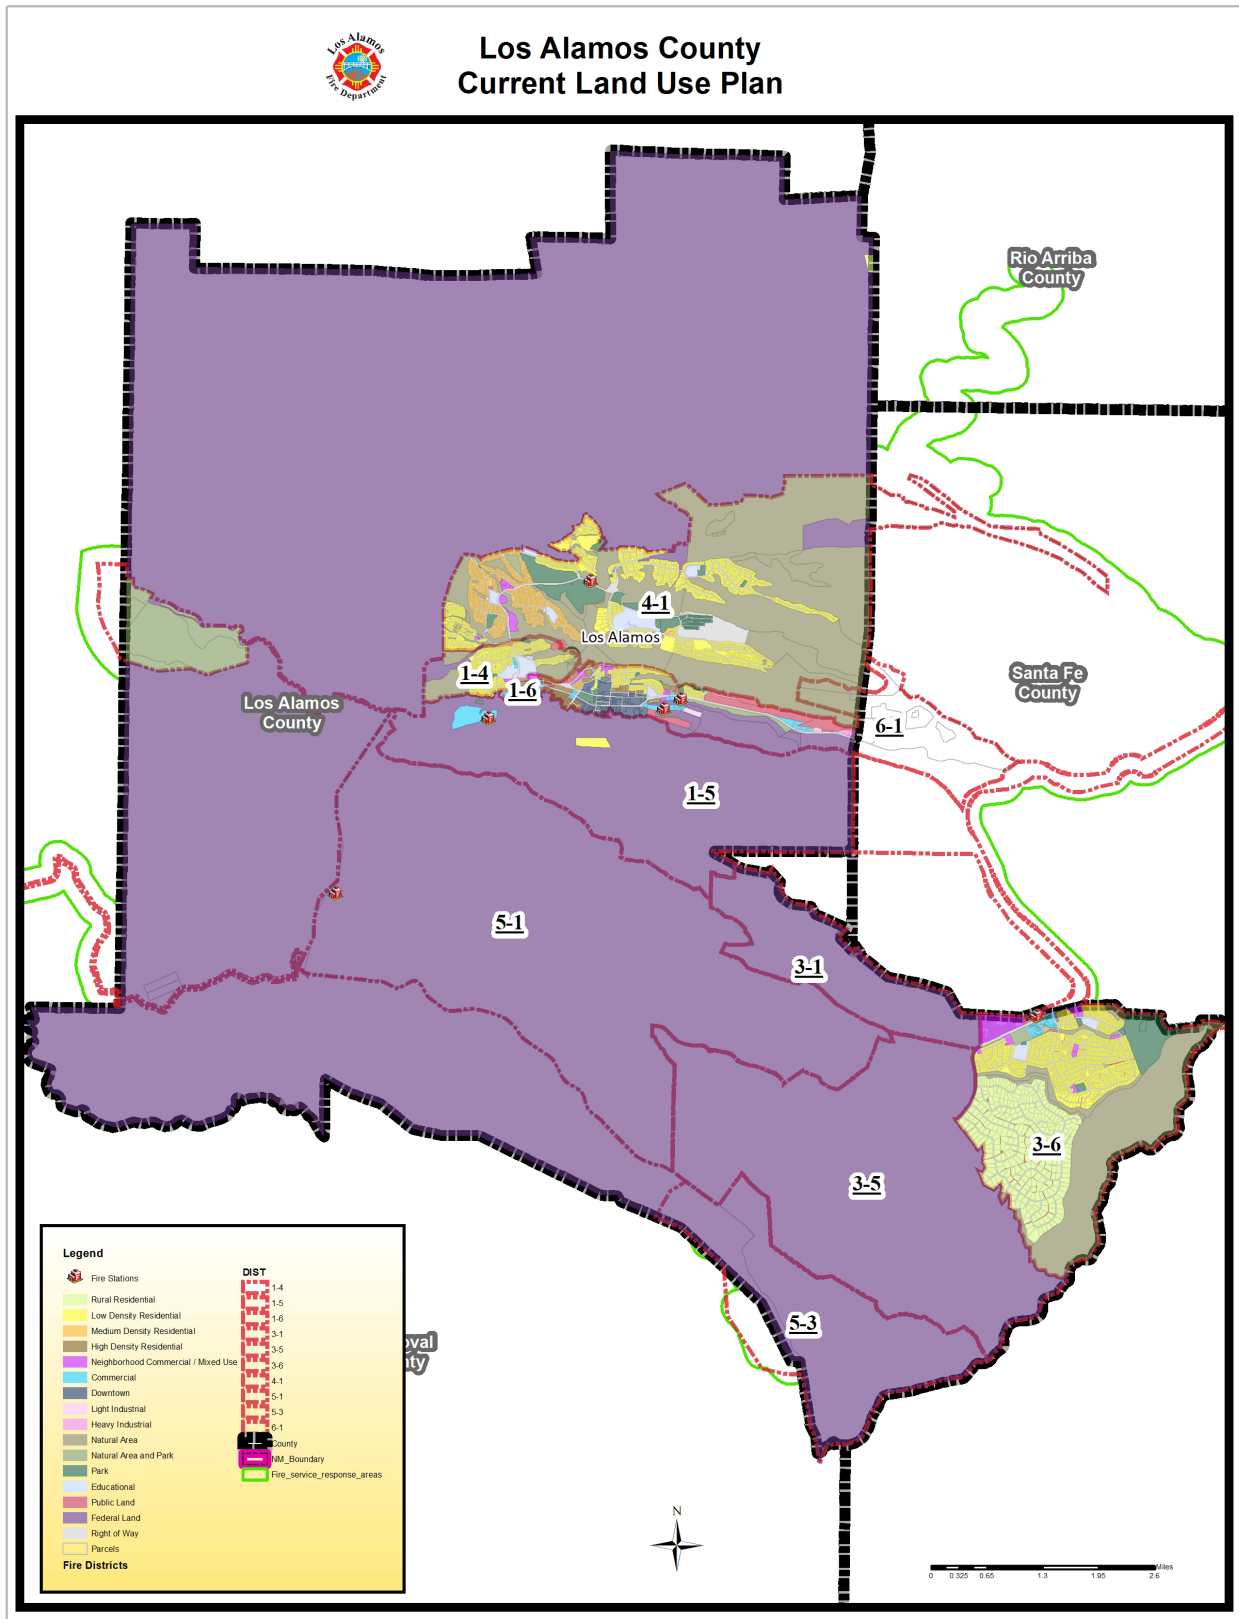 Los Alamos
Fire Department
Los Alamos County
Current Land Use Plan
Rio Arriba
County
4-1
Los Alamos
1-4
1-6
Santa Fe
County
Los Alamos
County
6-1
1-5
5-1
3-1
3-6
3-5
5-3
oval
nty
Legend
Fire Stations
Rural Residential
Low Density Residential
Medium Density Residential
High Density Residential
Neighborhood Commercial / Mixed Use
Commercial
Downtown
Light Industrial
Heavy Industrial
Natural Area
Natural Area and Park
Park
Educational
Public Land
Federal Land
Right of Way
Parcels
Fire Districts
DIST
1-4
1-5
1-6
3-1
3-5
3-6
4-1
5-1
5-3
6-1
County
NM_Boundary
Fire_service_response_areas
N
Miles
0 0.325 0.65 1.3 1.95 2.6